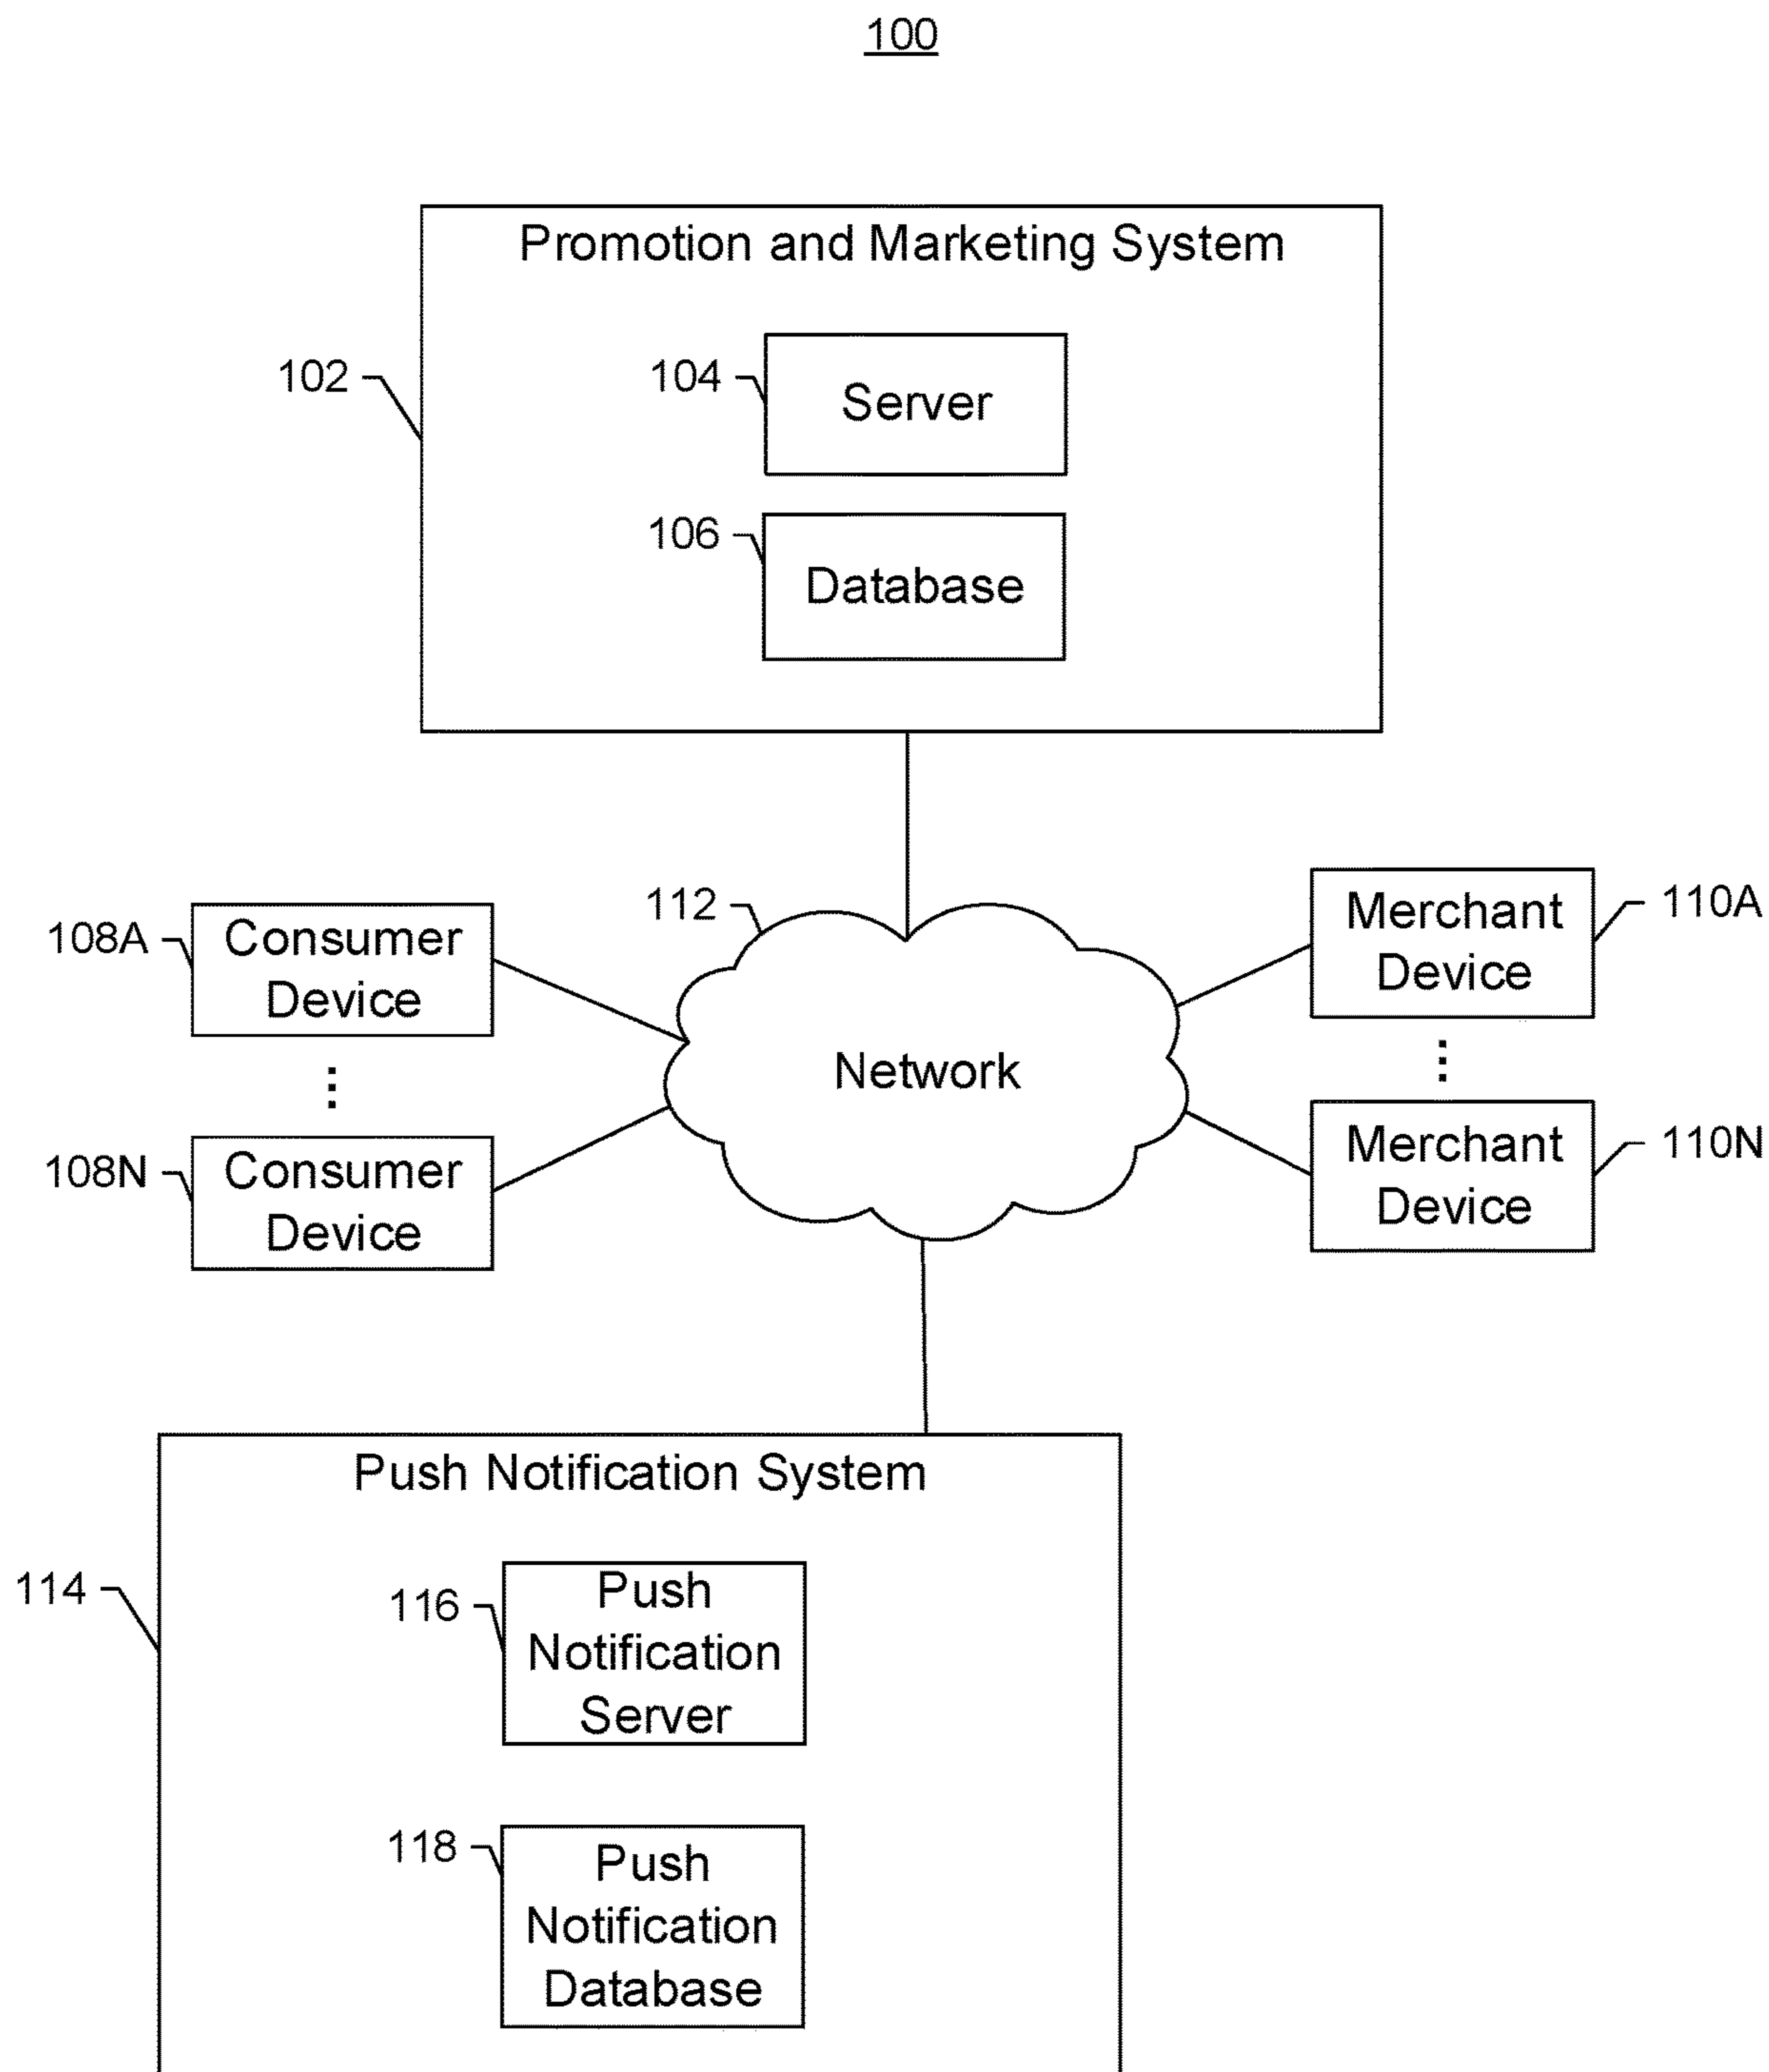 100
Promotion and Marketing System
102
104
Server
106
Database
112
108A
Consumer
Device
108N
Consumer
Device
Network
Merchant
Device
110A
Merchant
Device
110N
Push Notification System
114
116
Push
Notification
Server
118
Push
Notification
Database